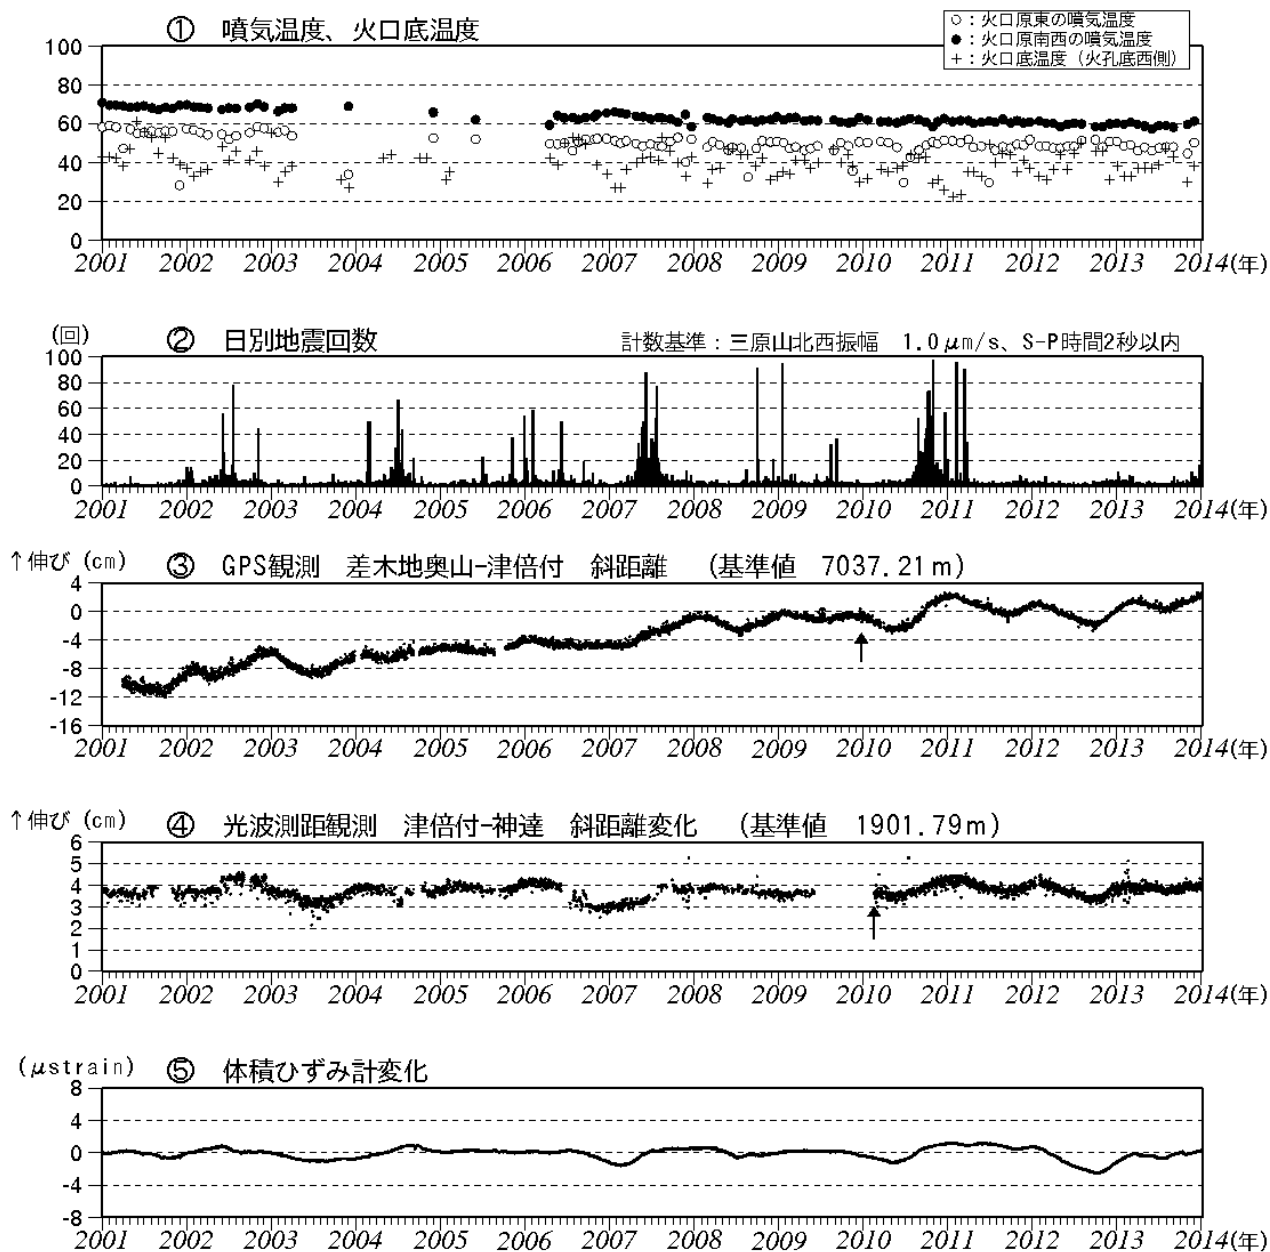 ① 噴気温度、火口底温度
○：火口原東の噴気温度
●：火口原南西の噴気温度
＋：火口底温度（火孔底西側）
100
80
60
40
20
0
2001 2002 2003 2004 2005 2006 2007 2008 2009 2010 2011 2012 2013 2014(年)
(回) ② 日別地震回数 計数基準：三原山北西振幅 1.0μm/s、S-P時間2秒以内
100
80
60
40
20
0
2001 2002 2003 2004 2005 2006 2007 2008 2009 2010 2011 2012 2013 2014(年)
↑伸び (cm) ③ GPS観測 差木地奥山-津倍付 斜距離 (基準値 7037.21m)
4
0
-4
-8
-12
-16
2001 2002 2003 2004 2005 2006 2007 2008 2009 2010 2011 2012 2013 2014(年)
↑伸び (cm) ④ 光波測距観測 津倍付-神達 斜距離変化 (基準値 1901.79m)
6
5
4
3
2
1
0
2001 2002 2003 2004 2005 2006 2007 2008 2009 2010 2011 2012 2013 2014(年)
(μstrain) ⑤ 体積ひずみ計変化
8
4
0
-4
-8
2001 2002 2003 2004 2005 2006 2007 2008 2009 2010 2011 2012 2013 2014(年)